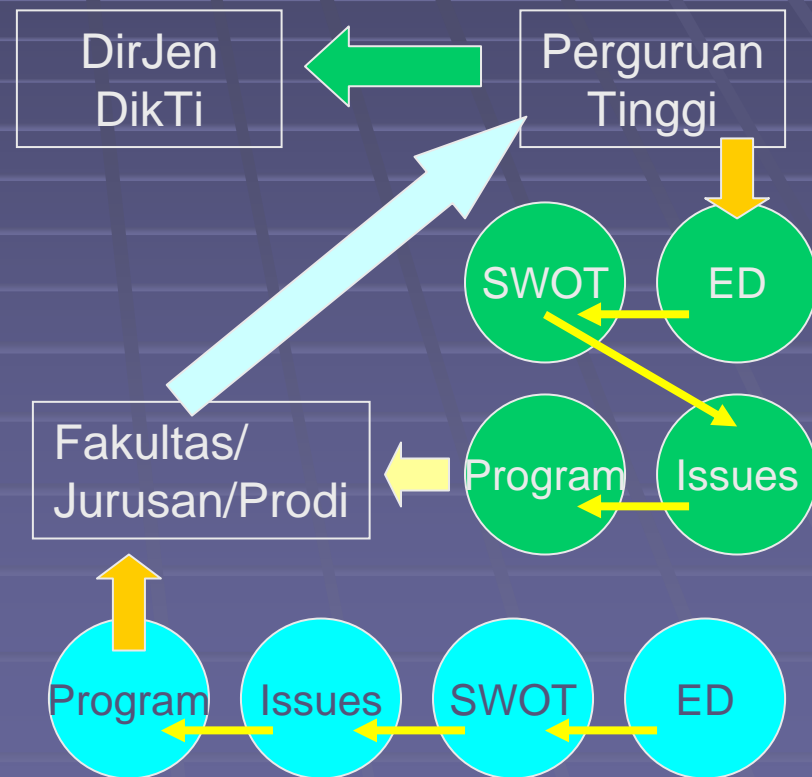 DirJen
DikTi
Perguruan
Tinggi
SWOT
ED
Fakultas/
Jurusan/Prodi
Program
Issues
Program
Issues
SWOT
ED